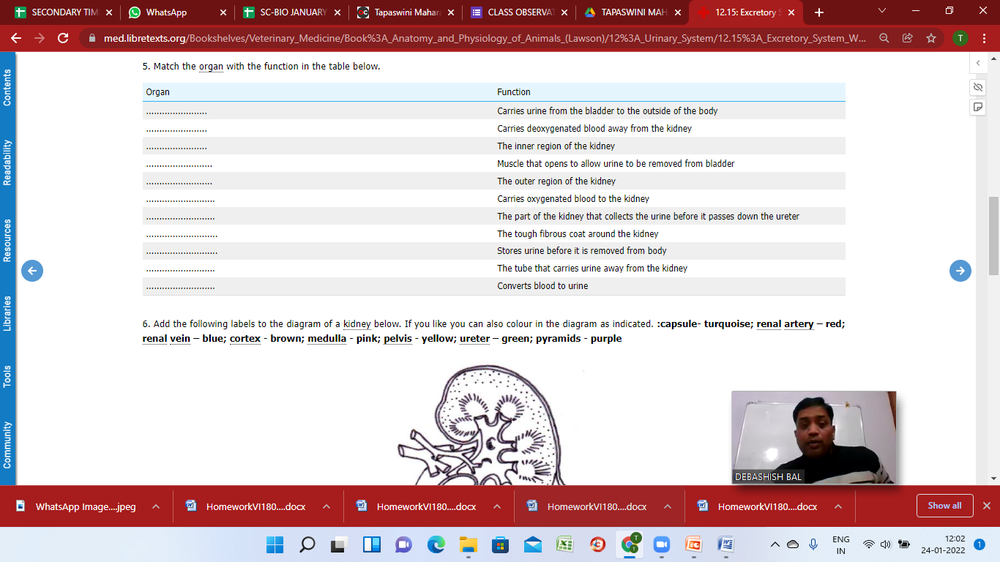 SECONDARY TIM
WhatsApp
SC-BIO JANUARY
Tapaswini Mahara
CLASS OBSERVAT
TAPASWINI MAH
12.15: Excretory S
med.libretexts.org/Bookshelves/Veterinary_Medicine/Book%3A_Anatomy_and_Physiology_of_Animals_(Lawson)/12%3A_Urinary_System/12.15%3A_Excretory_System_W...
T
Contents
Readability
Resources
Libraries
Tools
Community
5. Match the organ with the function in the table below.
Organ Function
....................... Carries urine from the bladder to the outside of the body
....................... Carries deoxygenated blood away from the kidney
....................... The inner region of the kidney
......................... Muscle that opens to allow urine to be removed from bladder
......................... The outer region of the kidney
.......................... Carries oxygenated blood to the kidney
.......................... The part of the kidney that collects the urine before it passes down the ureter
........................... The tough fibrous coat around the kidney
........................... Stores urine before it is removed from body
.......................... The tube that carries urine away from the kidney
.......................... Converts blood to urine
6. Add the following labels to the diagram of a kidney below. If you like you can also colour in the diagram as indicated. :capsule- turquoise; renal artery – red;
renal vein – blue; cortex - brown; medulla - pink; pelvis - yellow; ureter – green; pyramids - purple
DEBASHISH BAL
WhatsApp Image....jpeg
HomeworkVI180....docx
HomeworkVI180....docx
HomeworkVI180....docx
HomeworkVI180....docx
Show all
T
ENG
IN
12:02
24-01-2022
1